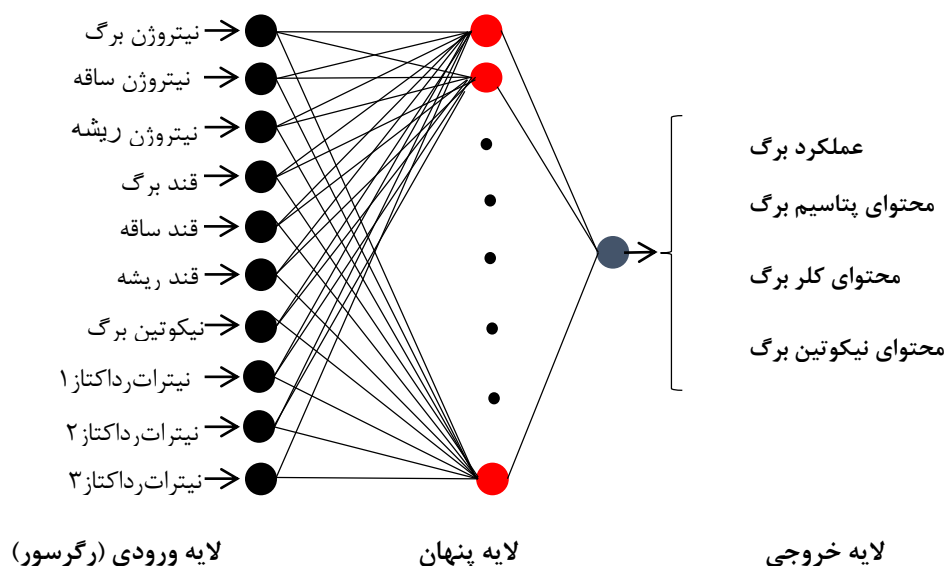 نیتروژن برگ
نیتروژن ساقه
نیتروژن ریشه
قند برگ
قند ساقه
قند ریشه
نیکوتین برگ
نیترات‌رداکتاز۱
نیترات‌رداکتاز۲
نیترات‌رداکتاز۳
عملکرد برگ
محتوای پتاسیم برگ
محتوای کلر برگ
محتوای نیکوتین برگ
لایه ورودی (رگرسور)
لایه پنهان
لایه خروجی